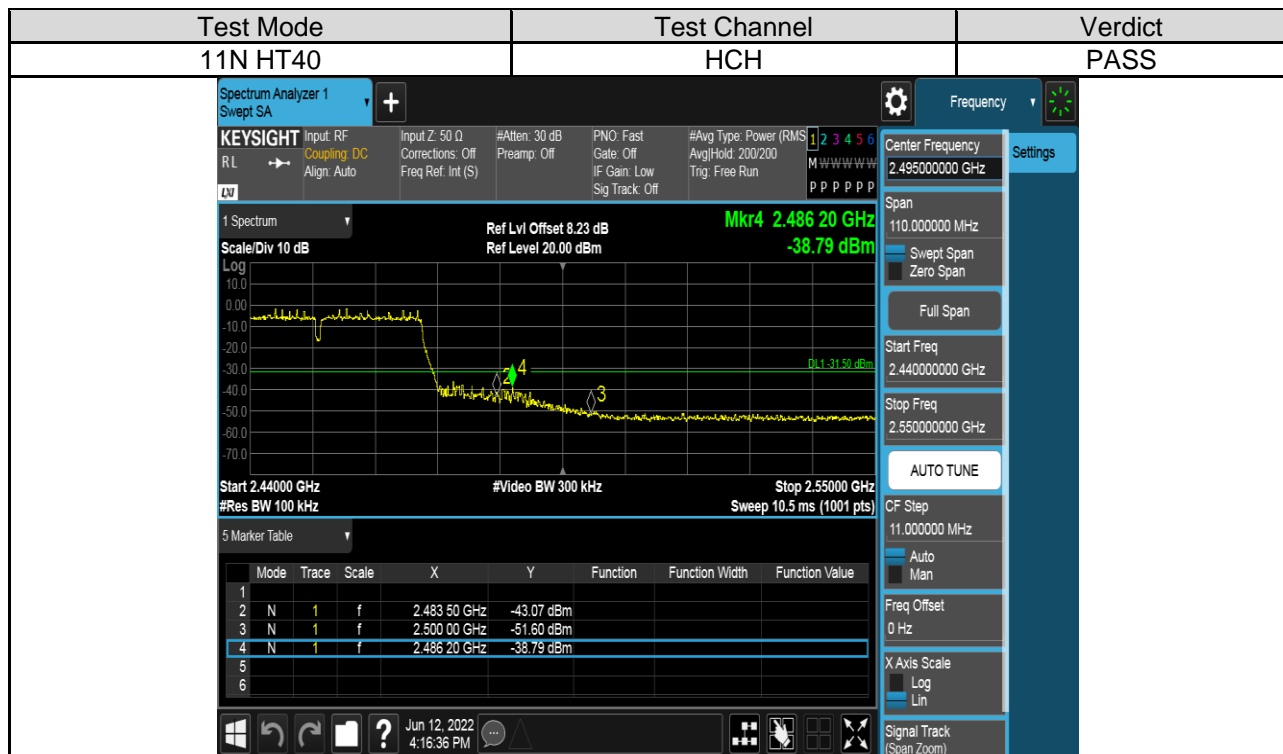 Test Mode Test Channel Verdict
11N HT40 HCH PASS
Spectrum Analyzer 1
Swept SA
+
Frequency
KEYSIGHT Input: RF Input Z: 50 Ω #Atten: 30 dB PNO: Fast #Avg Type: Power (RMS 1 2 3 4 5 6
RL Coupling: DC Corrections: Off Preamp: Off Gate: Off Avg|Hold: 200/200 M W W W W W
Align: Auto Freq Ref: Int (S) IF Gain: Low Trig: Free Run
LXI Sig Track: Off P P P P P P
1 Spectrum Ref Lvl Offset 8.23 dB Mkr4 2.486 20 GHz
Scale/Div 10 dB Ref Level 20.00 dBm -38.79 dBm
Log
10.0
0.00
-10.0
-20.0
-30.0 DL1 -31.50 dBm
-40.0
-50.0
-60.0
-70.0
2 4
3
Start 2.44000 GHz #Video BW 300 kHz Stop 2.55000 GHz
#Res BW 100 kHz Sweep 10.5 ms (1001 pts)
5 Marker Table
Mode Trace Scale X Y Function Function Width Function Value
1
2 N 1 f 2.483 50 GHz -43.07 dBm
3 N 1 f 2.500 00 GHz -51.60 dBm
4 N 1 f 2.486 20 GHz -38.79 dBm
5
6
? Jun 12, 2022
4:16:36 PM
Center Frequency
2.495000000 GHz
Settings
Span
110.000000 MHz
Swept Span
Zero Span
Full Span
Start Freq
2.440000000 GHz
Stop Freq
2.550000000 GHz
AUTO TUNE
CF Step
11.000000 MHz
Auto
Man
Freq Offset
0 Hz
X Axis Scale
Log
Lin
Signal Track
(Span Zoom)